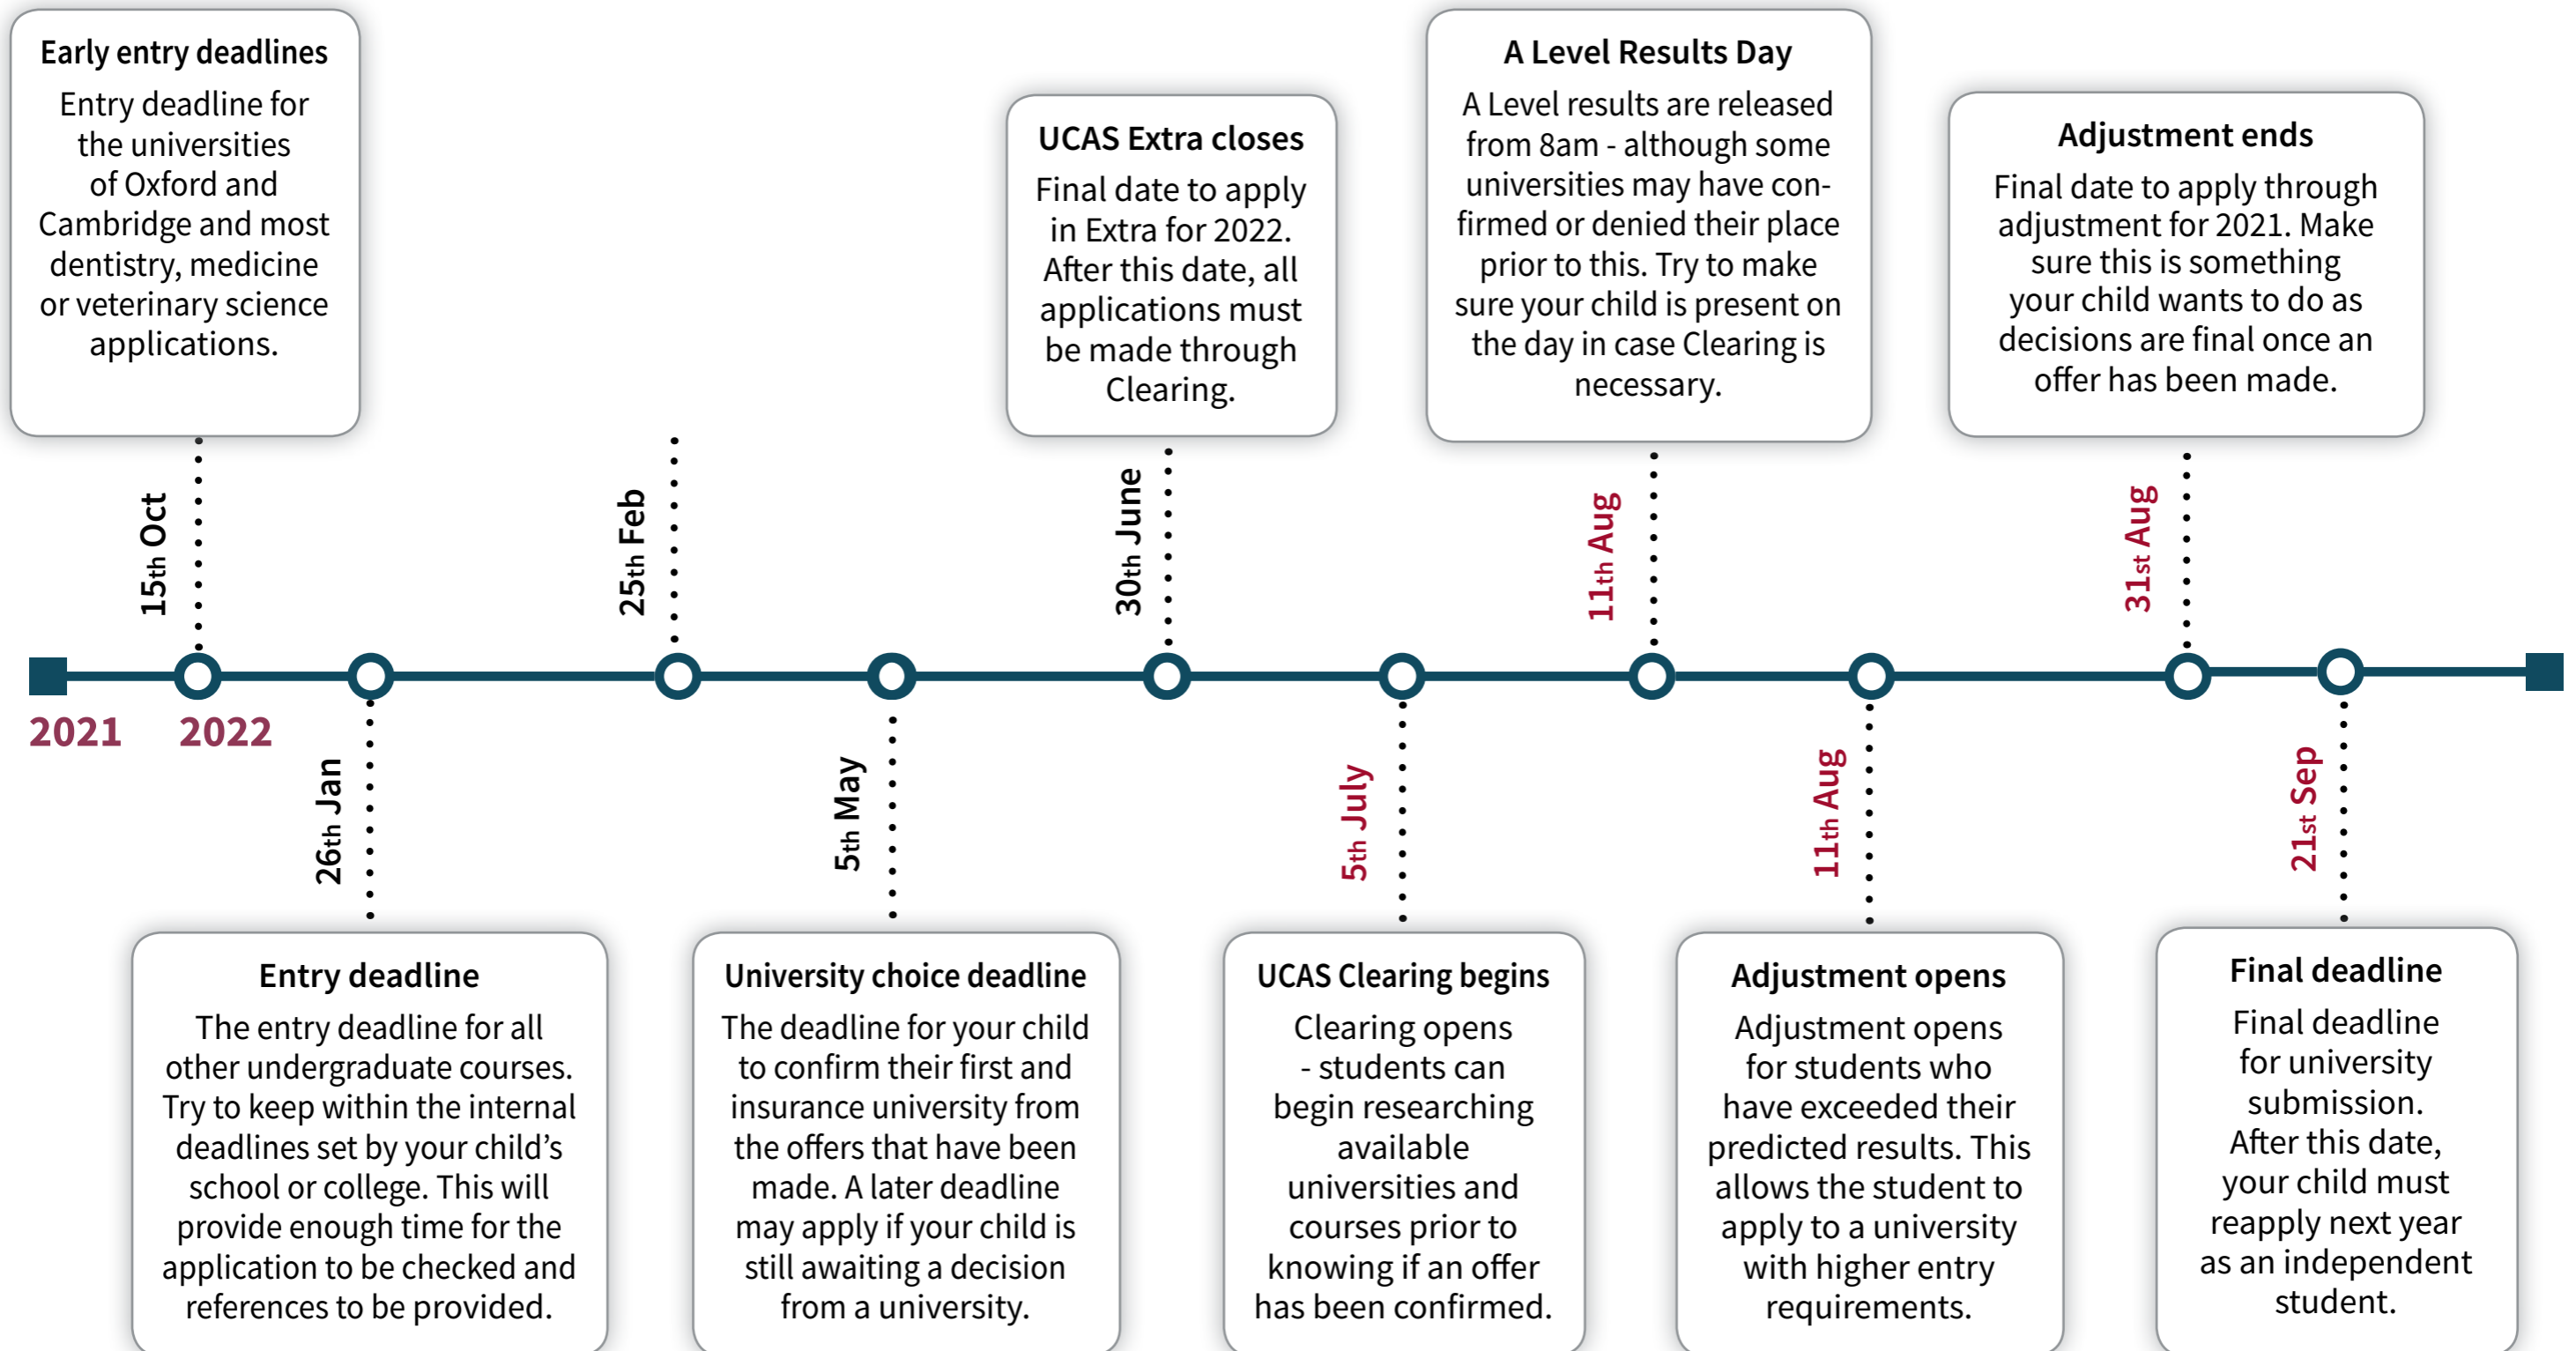 Early entry deadlines
Entry deadline for
the universities
of Oxford and
Cambridge and most
dentistry, medicine
or veterinary science
applications.
UCAS Extra closes
Final date to apply
in Extra for 2022.
After this date, all
applications must
be made through
Clearing.
A Level Results Day
A Level results are released
from 8am - although some
universities may have con-
firmed or denied their place
prior to this. Try to make
sure your child is present on
the day in case Clearing is
necessary.
Adjustment ends
Final date to apply through
adjustment for 2021. Make
sure this is something
your child wants to do as
decisions are final once an
offer has been made.
15th Oct
25th Feb
30th June
11th Aug
31st Aug
2021
2022
26th Jan
5th May
5th July
11th Aug
21st Sep
Entry deadline
The entry deadline for all
other undergraduate courses.
Try to keep within the internal
deadlines set by your child’s
school or college. This will
provide enough time for the
application to be checked and
references to be provided.
University choice deadline
The deadline for your child
to confirm their first and
insurance university from
the offers that have been
made. A later deadline
may apply if your child is
still awaiting a decision
from a university.
UCAS Clearing begins
Clearing opens
- students can
begin researching
available
universities and
courses prior to
knowing if an offer
has been confirmed.
Adjustment opens
Adjustment opens
for students who
have exceeded their
predicted results. This
allows the student to
apply to a university
with higher entry
requirements.
Final deadline
Final deadline
for university
submission.
After this date,
your child must
reapply next year
as an independent
student.